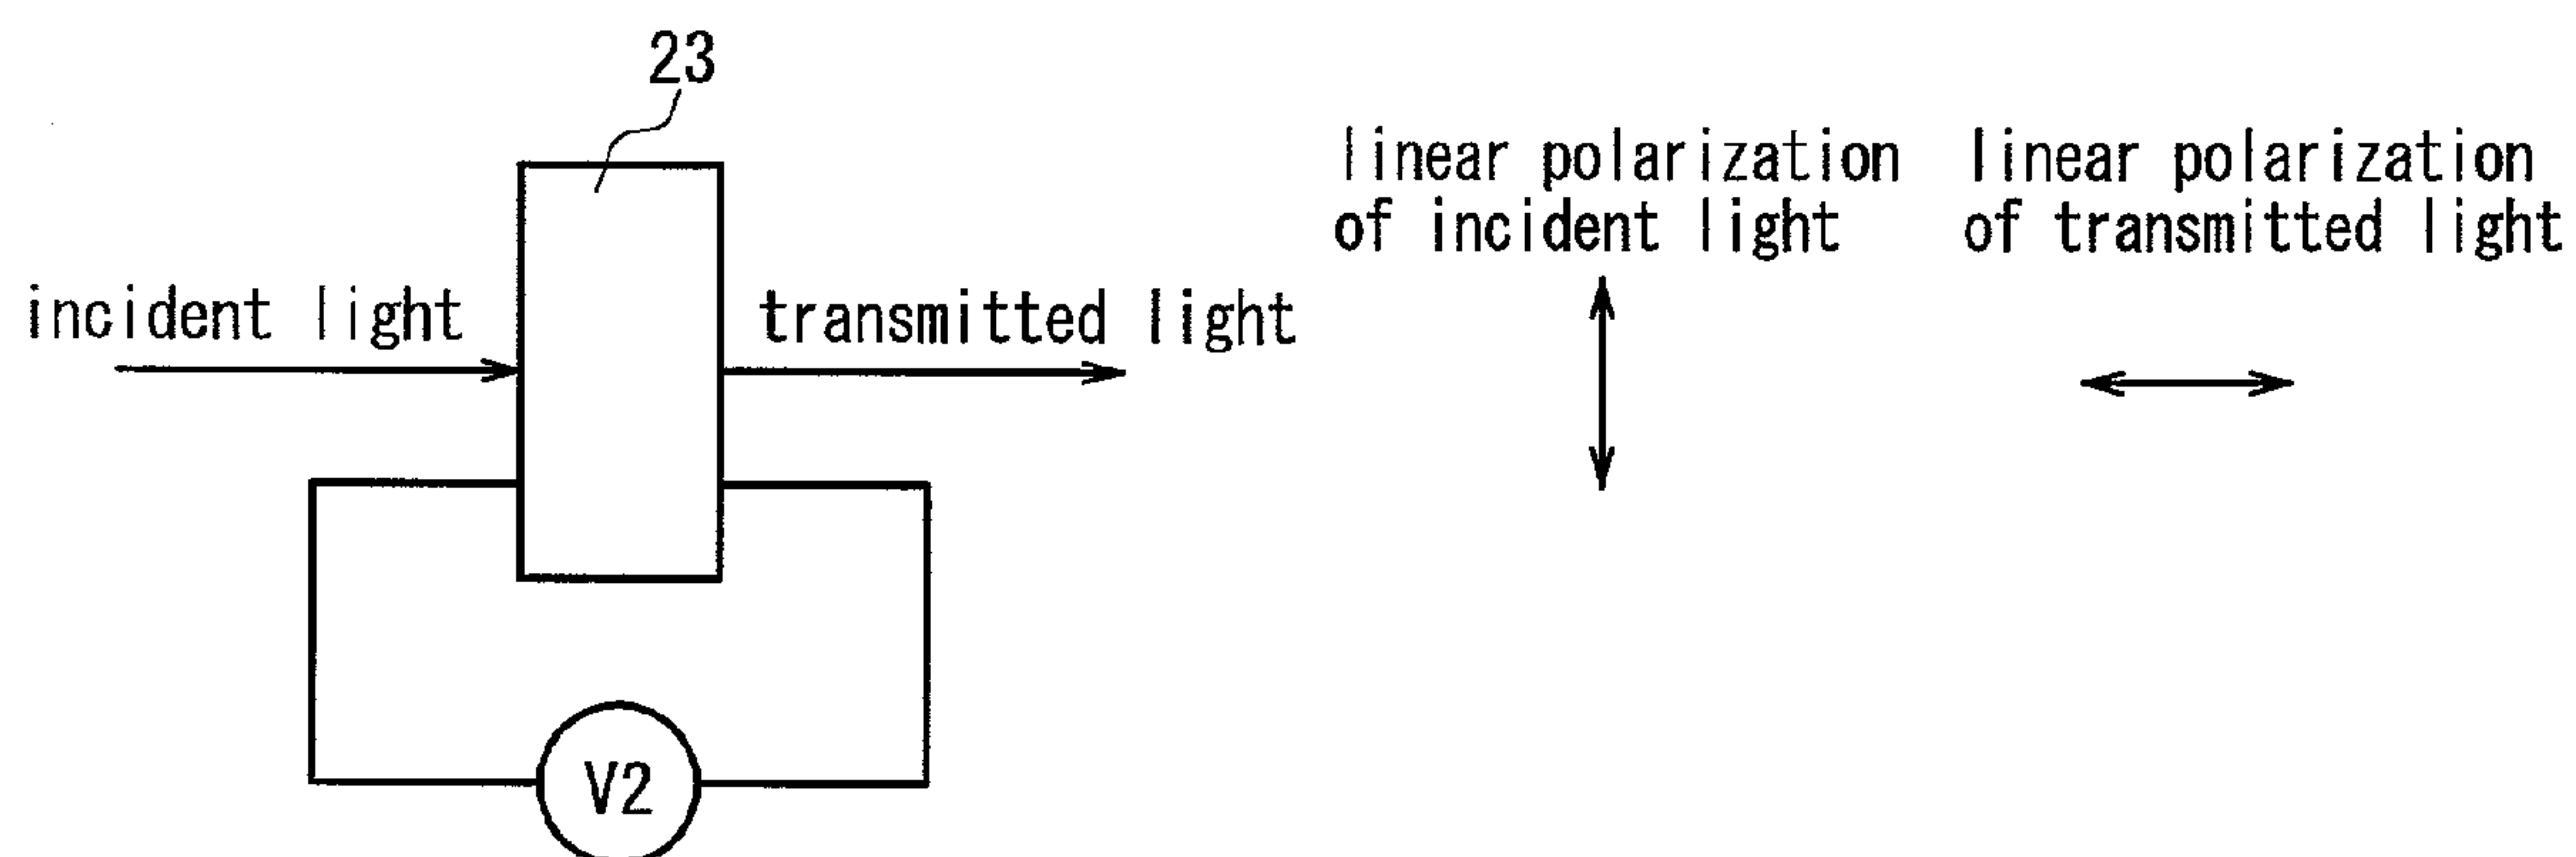 23
linear polarization
of incident light
linear polarization
of transmitted light
incident light
transmitted light
V2